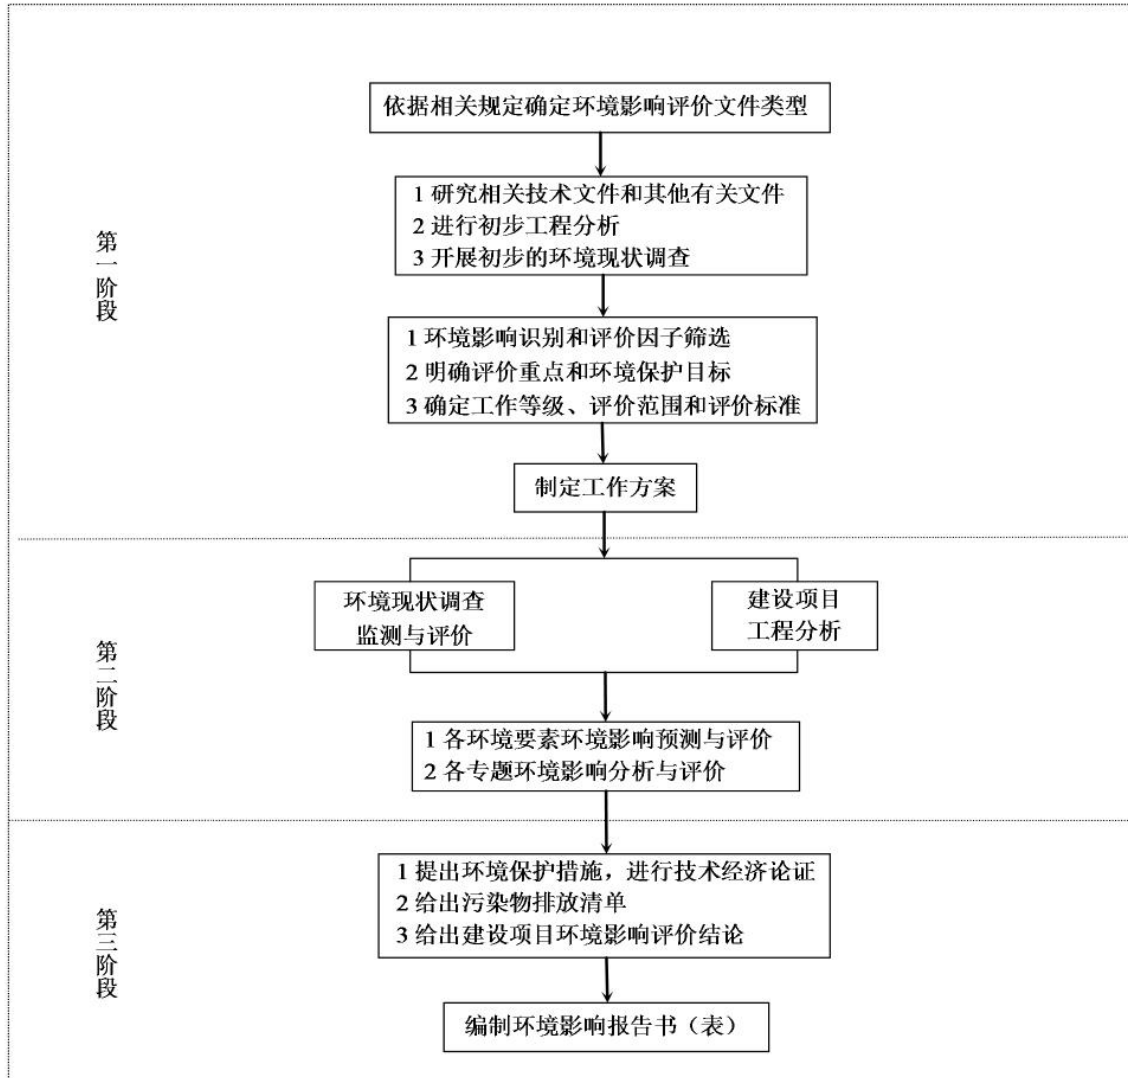 依据相关规定确定环境影响评价文件类型
1 研究相关技术文件和其他有关文件
2 进行初步工程分析
3 开展初步的环境现状调查
第一阶段
1 环境影响识别和评价因子筛选
2 明确评价重点和环境保护目标
3 确定工作等级、评价范围和评价标准
制定工作方案
环境现状调查
监测与评价
建设项目
工程分析
第二阶段
1 各环境要素环境影响预测与评价
2 各专题环境影响分析与评价
1 提出环境保护措施，进行技术经济论证
2 给出污染物排放清单
3 给出建设项目环境影响评价结论
第三阶段
编制环境影响报告书（表）